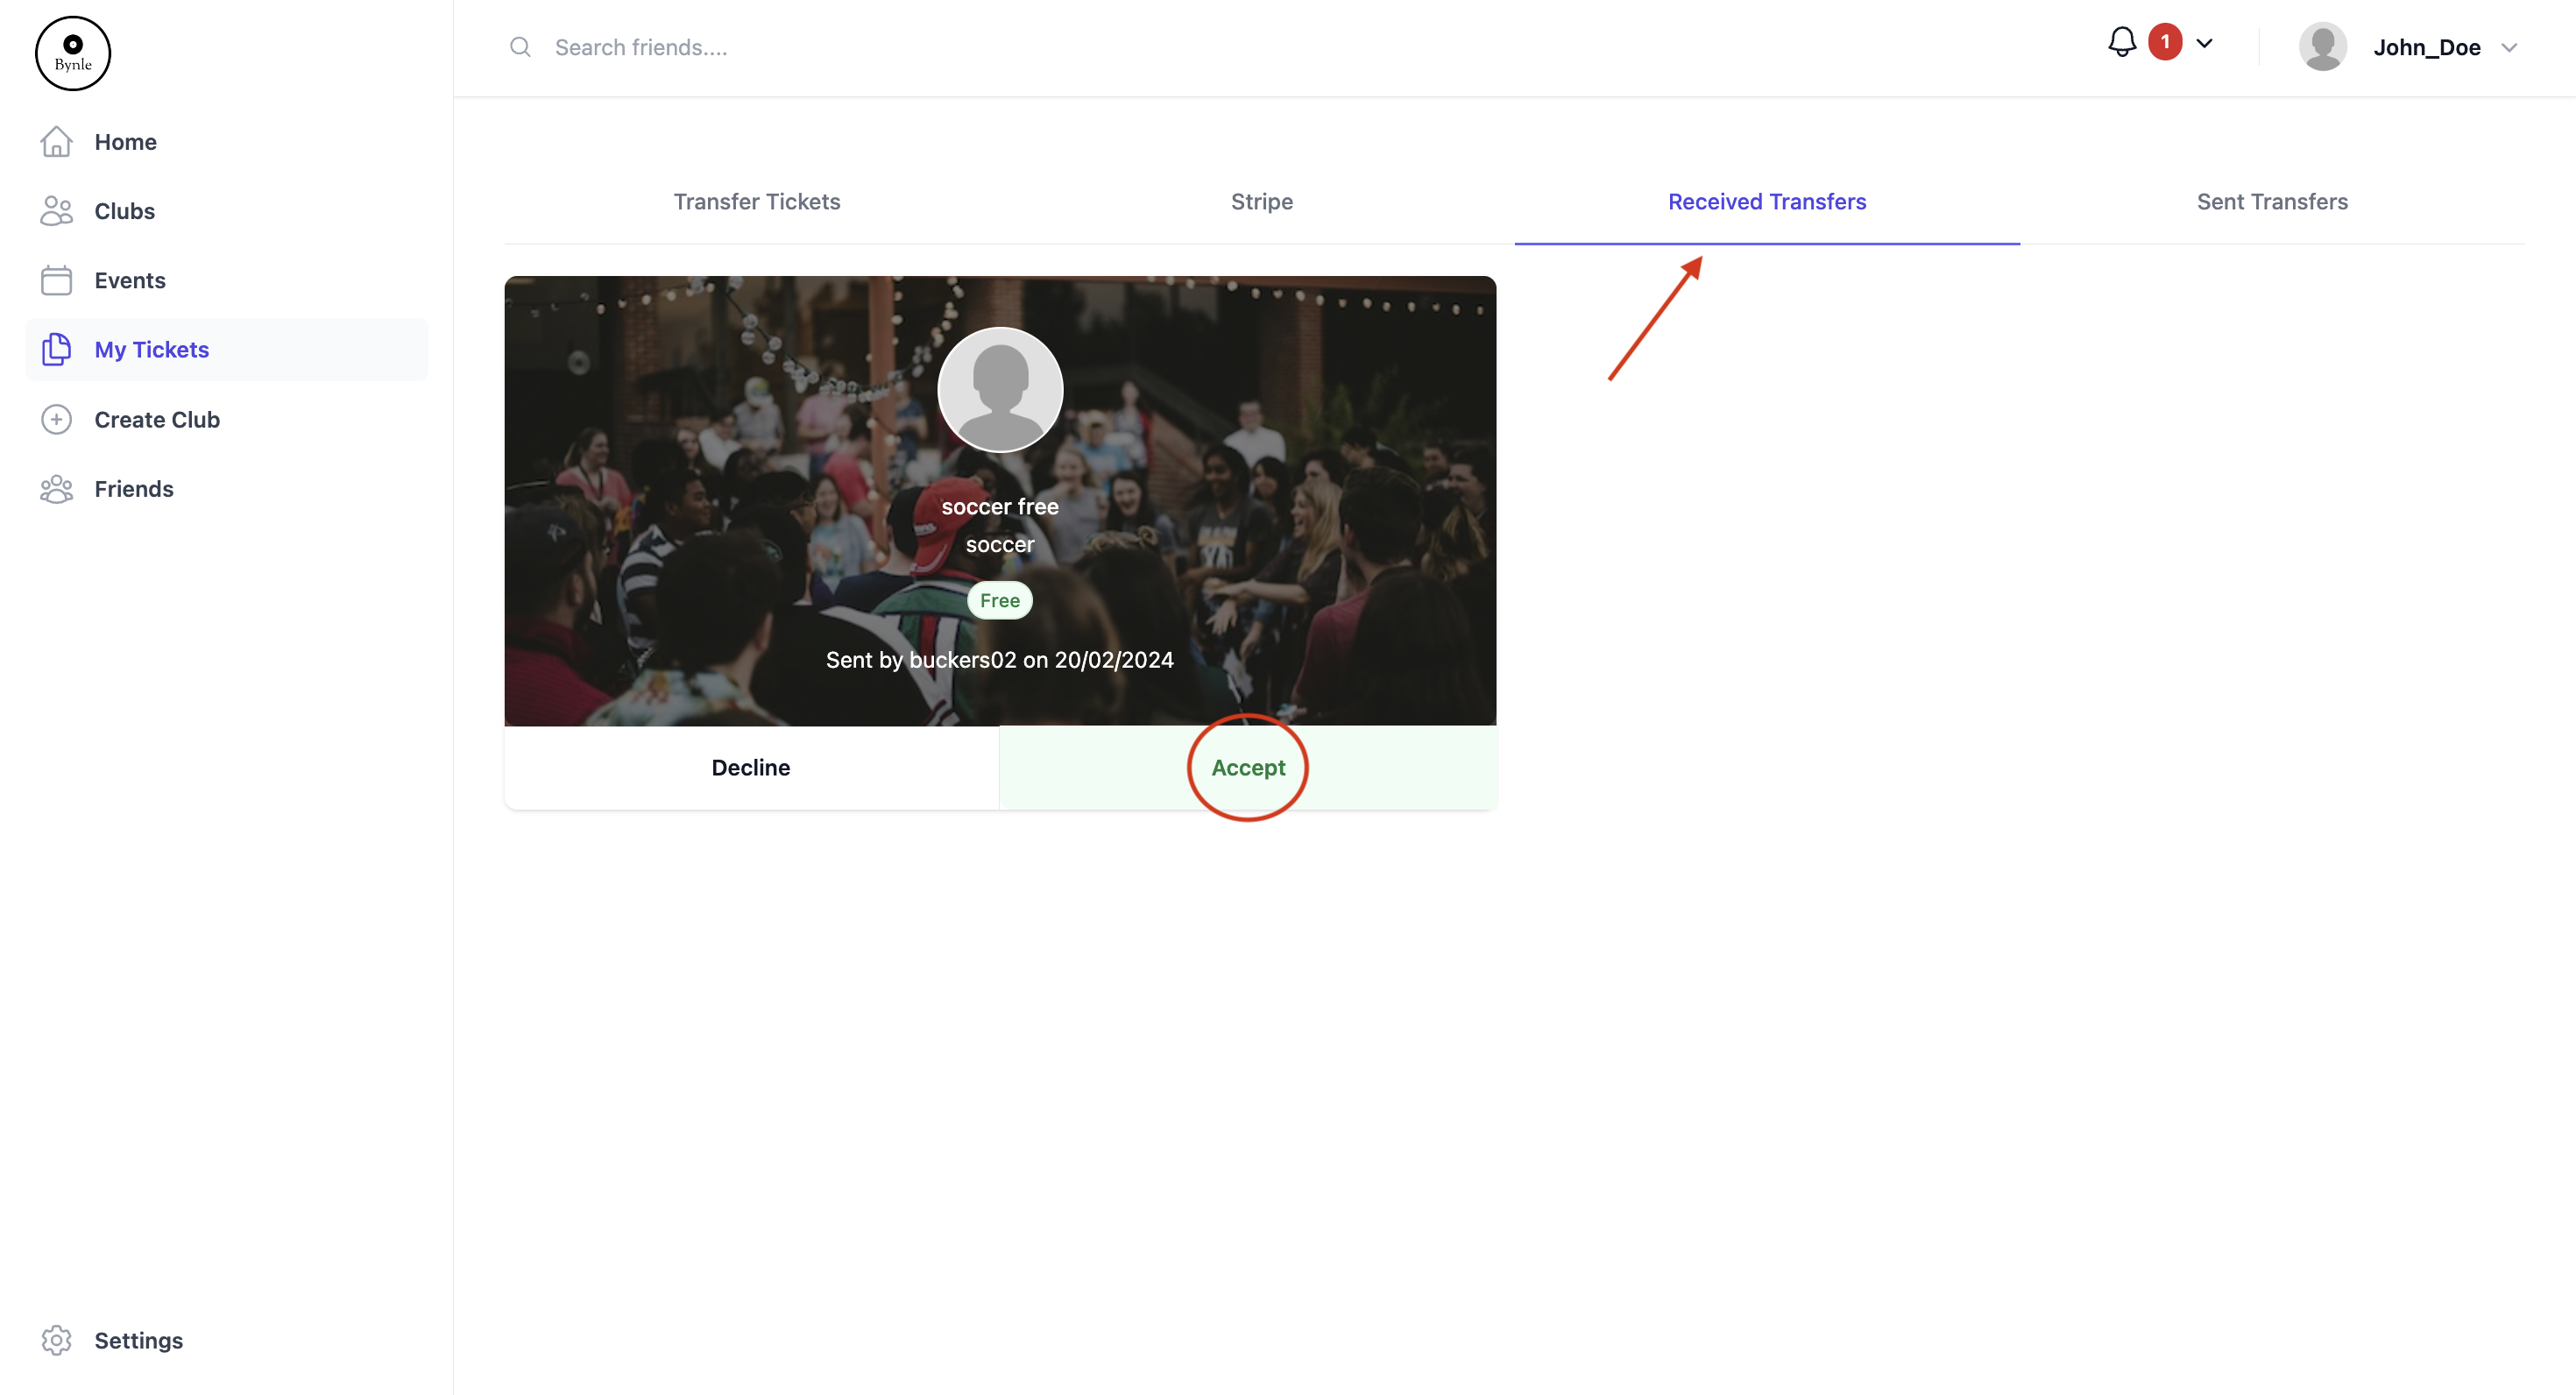 Bynle
Search friends....
1
John_Doe
Home
Clubs
Events
My Tickets
Create Club
Friends
Settings
Transfer Tickets
Stripe
Received Transfers
Sent Transfers
soccer free
soccer
Free
Sent by buckers02 on 20/02/2024
Decline
Accept